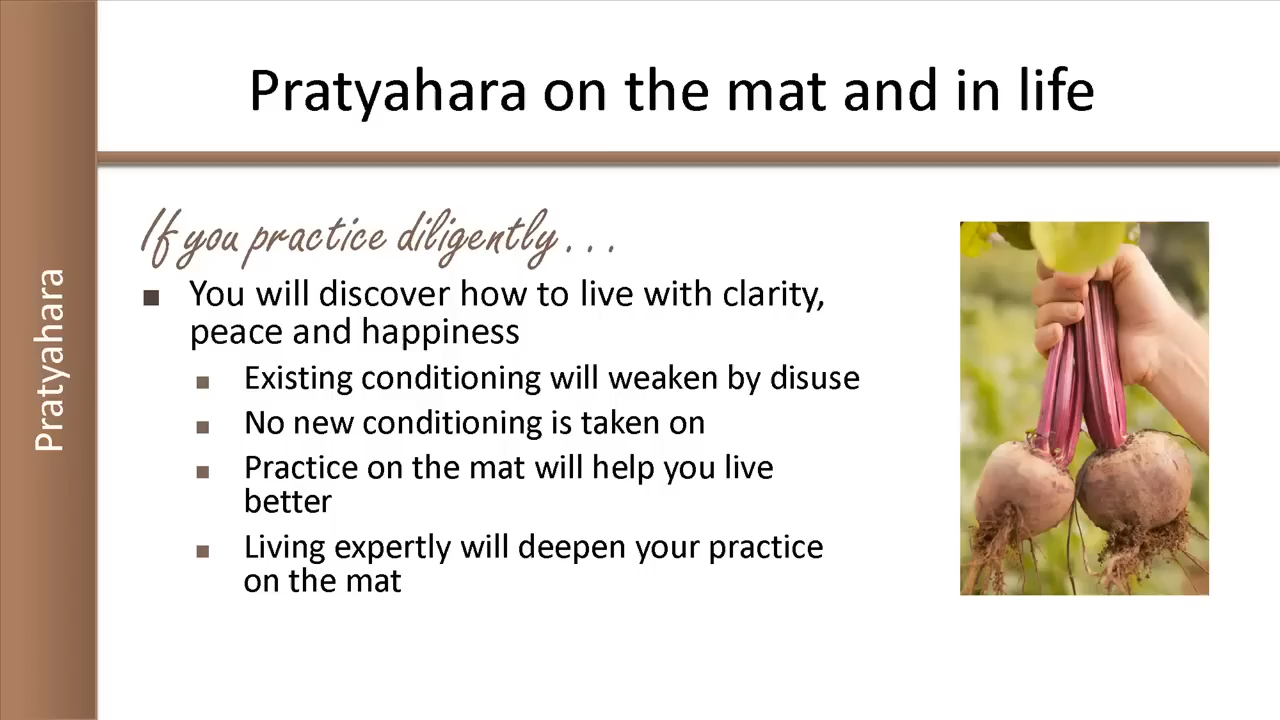 Pratyahara on the mat and in life
Pratyahara
If you practice diligently . . .
■ You will discover how to live with clarity,
peace and happiness
■ Existing conditioning will weaken by disuse
■ No new conditioning is taken on
■ Practice on the mat will help you live
better
■ Living expertly will deepen your practice
on the mat